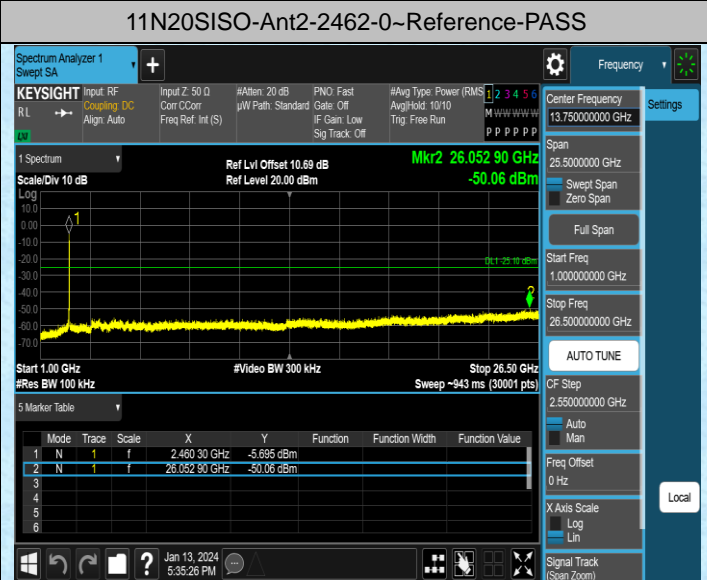 11N20SISO-Ant2-2462-0~Reference-PASS
Spectrum Analyzer 1
Swept SA
Frequency
KEYSIGHT
RL
Input: RF
Coupling: DC
Align: Auto
Input Z: 50 Ω
Corr CCorr
Freq Ref: Int (S)
#Atten: 20 dB
µW Path: Standard
PNO: Fast
Gate: Off
IF Gain: Low
Sig Track: Off
#Avg Type: Power (RMS
Avg|Hold: 10/10
Trig: Free Run
1 2 3 4 5 6
M W W W W W
P P P P P P
LW
1 Spectrum
Scale/Div 10 dB
Ref Lvl Offset 10.69 dB
Ref Level 20.00 dBm
Mkr2 26.052 90 GHz
-50.06 dBm
Log
10.0
0.00
-10.0
-20.0
-30.0
-40.0
-50.0
-60.0
-70.0
1
DL1 -25.10 dBm
2
Start 1.00 GHz
#Video BW 300 kHz
Stop 26.50 GHz
#Res BW 100 kHz
Sweep ~943 ms (30001 pts)
5 Marker Table
Mode Trace Scale X Y Function Function Width Function Value
1 N 1 f 2.460 30 GHz -5.695 dBm
2 N 1 f 26.052 90 GHz -50.06 dBm
3
4
5
6
Jan 13, 2024
5:35:26 PM
Center Frequency
13.750000000 GHz
Settings
Span
25.5000000 GHz
Swept Span
Zero Span
Full Span
Start Freq
1.000000000 GHz
Stop Freq
26.500000000 GHz
AUTO TUNE
CF Step
2.550000000 GHz
Auto
Man
Freq Offset
0 Hz
X Axis Scale
Log
Lin
Local
Signal Track
(Span Zoom)